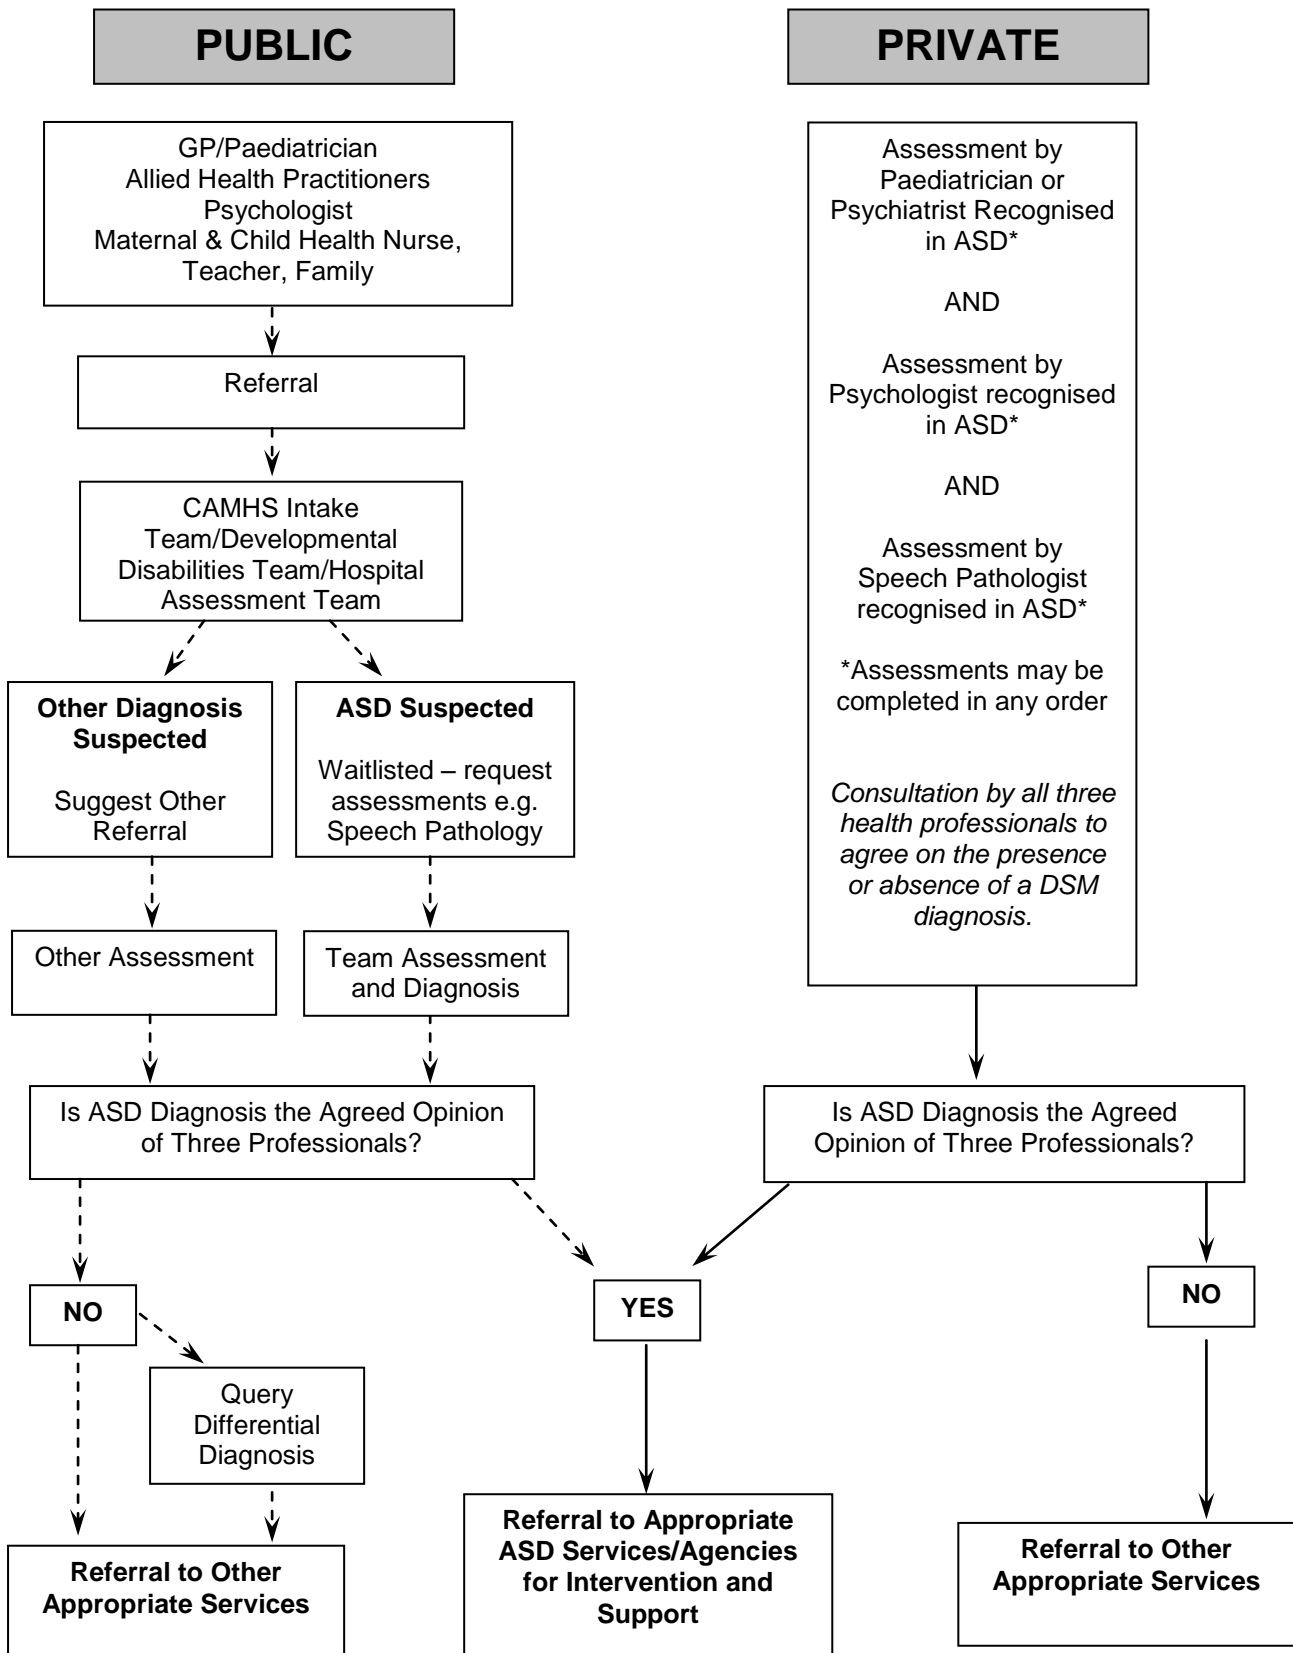 PUBLIC
PRIVATE
GP/Paediatrician
Allied Health Practitioners
Psychologist
Maternal & Child Health Nurse,
Teacher, Family
Referral
CAMHS Intake
Team/Developmental
Disabilities Team/Hospital
Assessment Team
Other Diagnosis
Suspected
Suggest Other
Referral
ASD Suspected
Waitlisted – request
assessments e.g.
Speech Pathology
Other Assessment
Team Assessment
and Diagnosis
Is ASD Diagnosis the Agreed Opinion
of Three Professionals?
Assessment by
Paediatrician or
Psychiatrist Recognised
in ASD*
AND
Assessment by
Psychologist recognised
in ASD*
AND
Assessment by
Speech Pathologist
recognised in ASD*
*Assessments may be
completed in any order
Consultation by all three
health professionals to
agree on the presence
or absence of a DSM
diagnosis.
Is ASD Diagnosis the Agreed
Opinion of Three Professionals?
NO
YES
NO
Query
Differential
Diagnosis
Referral to Other
Appropriate Services
Referral to Appropriate
ASD Services/Agencies
for Intervention and
Support
Referral to Other
Appropriate Services